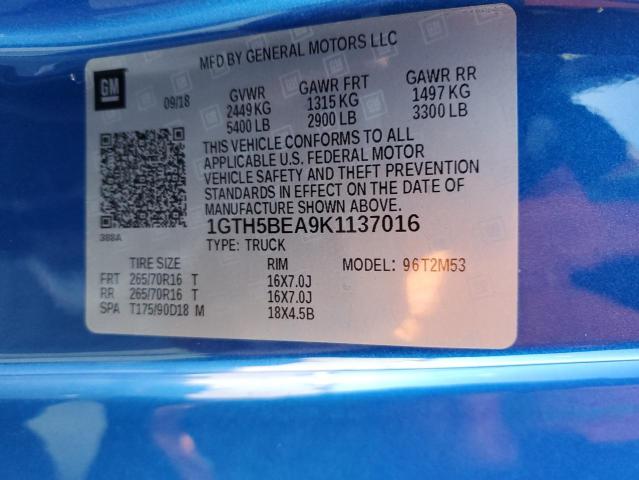 MFD BY GENERAL MOTORS LLC
GM
09/18
GVWR GAWR FRT GAWR RR
2449 KG 1315 KG 1497 KG
5400 LB 2900 LB 3300 LB
THIS VEHICLE CONFORMS TO ALL
APPLICABLE U.S. FEDERAL MOTOR
VEHICLE SAFETY AND THEFT PREVENTION
STANDARDS IN EFFECT ON THE DATE OF
MANUFACTURE SHOWN ABOVE.
388A
1GTH5BEA9K1137016
TYPE: TRUCK
TIRE SIZE RIM MODEL: 96T2M53
FRT 265/70R16 T 16X7.0J
RR 265/70R16 T 16X7.0J
SPA T175/90D18 M 18X4.5B